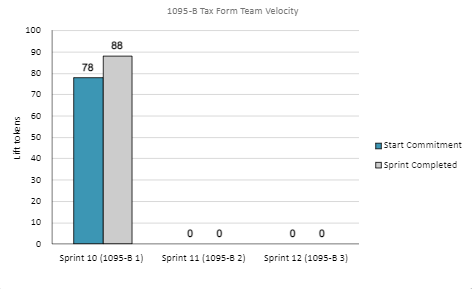 1095-B Tax Form Team Velocity
100
90
80
70
60
50
40
30
20
10
0
Lift tokens
78
88
0
0
0
0
Sprint 10 (1095-B 1)
Sprint 11 (1095-B 2)
Sprint 12 (1095-B 3)
Start Commitment
Sprint Completed